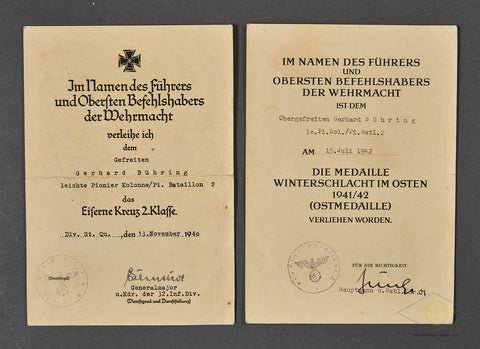 Im Namen des Führers
und Obersten Befehlshabers
der Wehrmacht
verleihe ich
dem
Gefreiten
Gerhard Bühring
leichte Pionier Kolonne/Pi. Bataillon 2
das
Eiserne Kreuz 2.Klasse.
Div. St. Qu., den 13. November 1940
Generalmajor
u.Kdr. der 32.Inf.Div.
(Dienstgrad und Dienststellung)
IM NAMEN DES FÜHRERS
UND
OBERSTEN BEFEHLSHABERS
DER WEHRMACHT
IST DEM
Obergefreiten Gerhard Bühring
le.Pi.Kol./Pi.Batl.2
AM 15.Juli 1942
DIE MEDAILLE
WINTERSCHLACHT IM OSTEN
1941/42
(OSTMEDAILLE)
VERLIEHEN WORDEN.
FÜR DIE RICHTIGKEIT:
Hauptmann u.Batl.